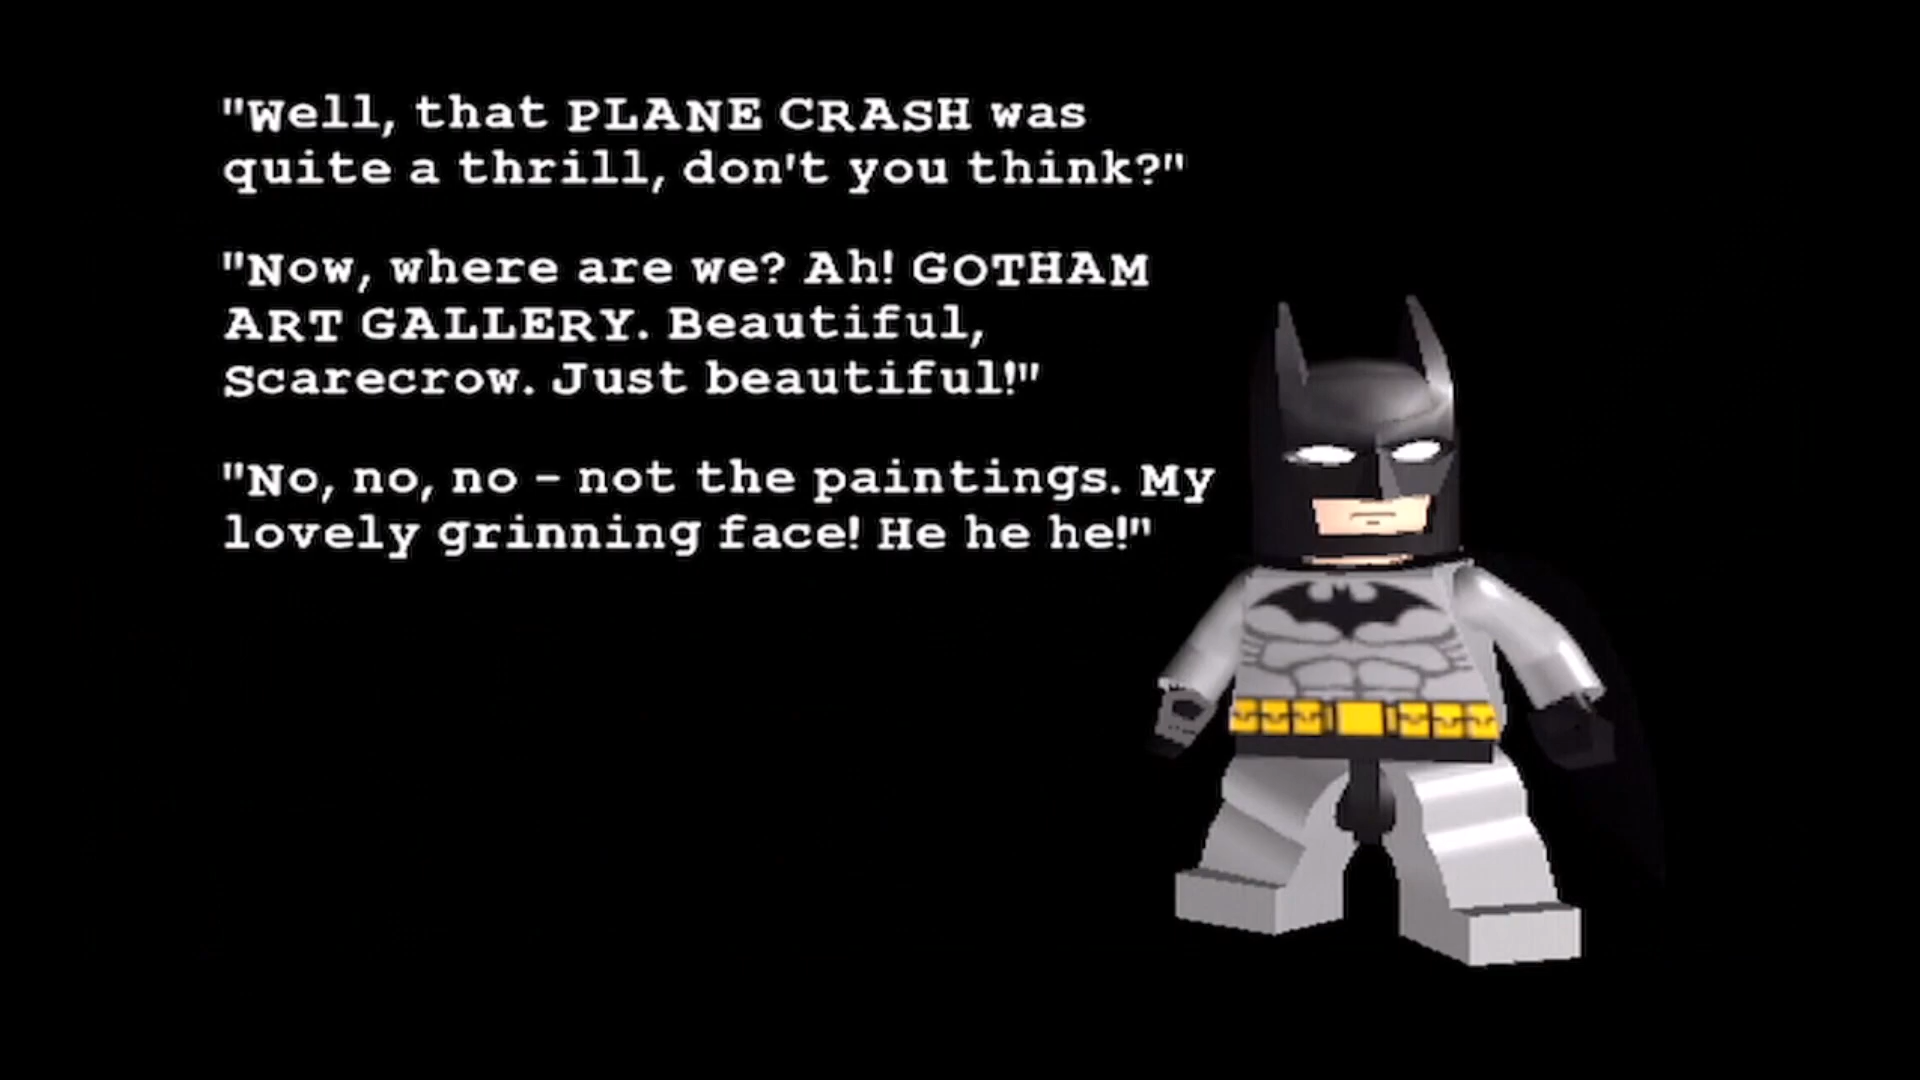 "Well, that PLANE CRASH was
quite a thrill, don't you think?"
"Now, where are we? Ah! GOTHAM
ART GALLERY. Beautiful,
Scarecrow. Just beautiful!"
"No, no, no - not the paintings. My
lovely grinning face! He he he!"